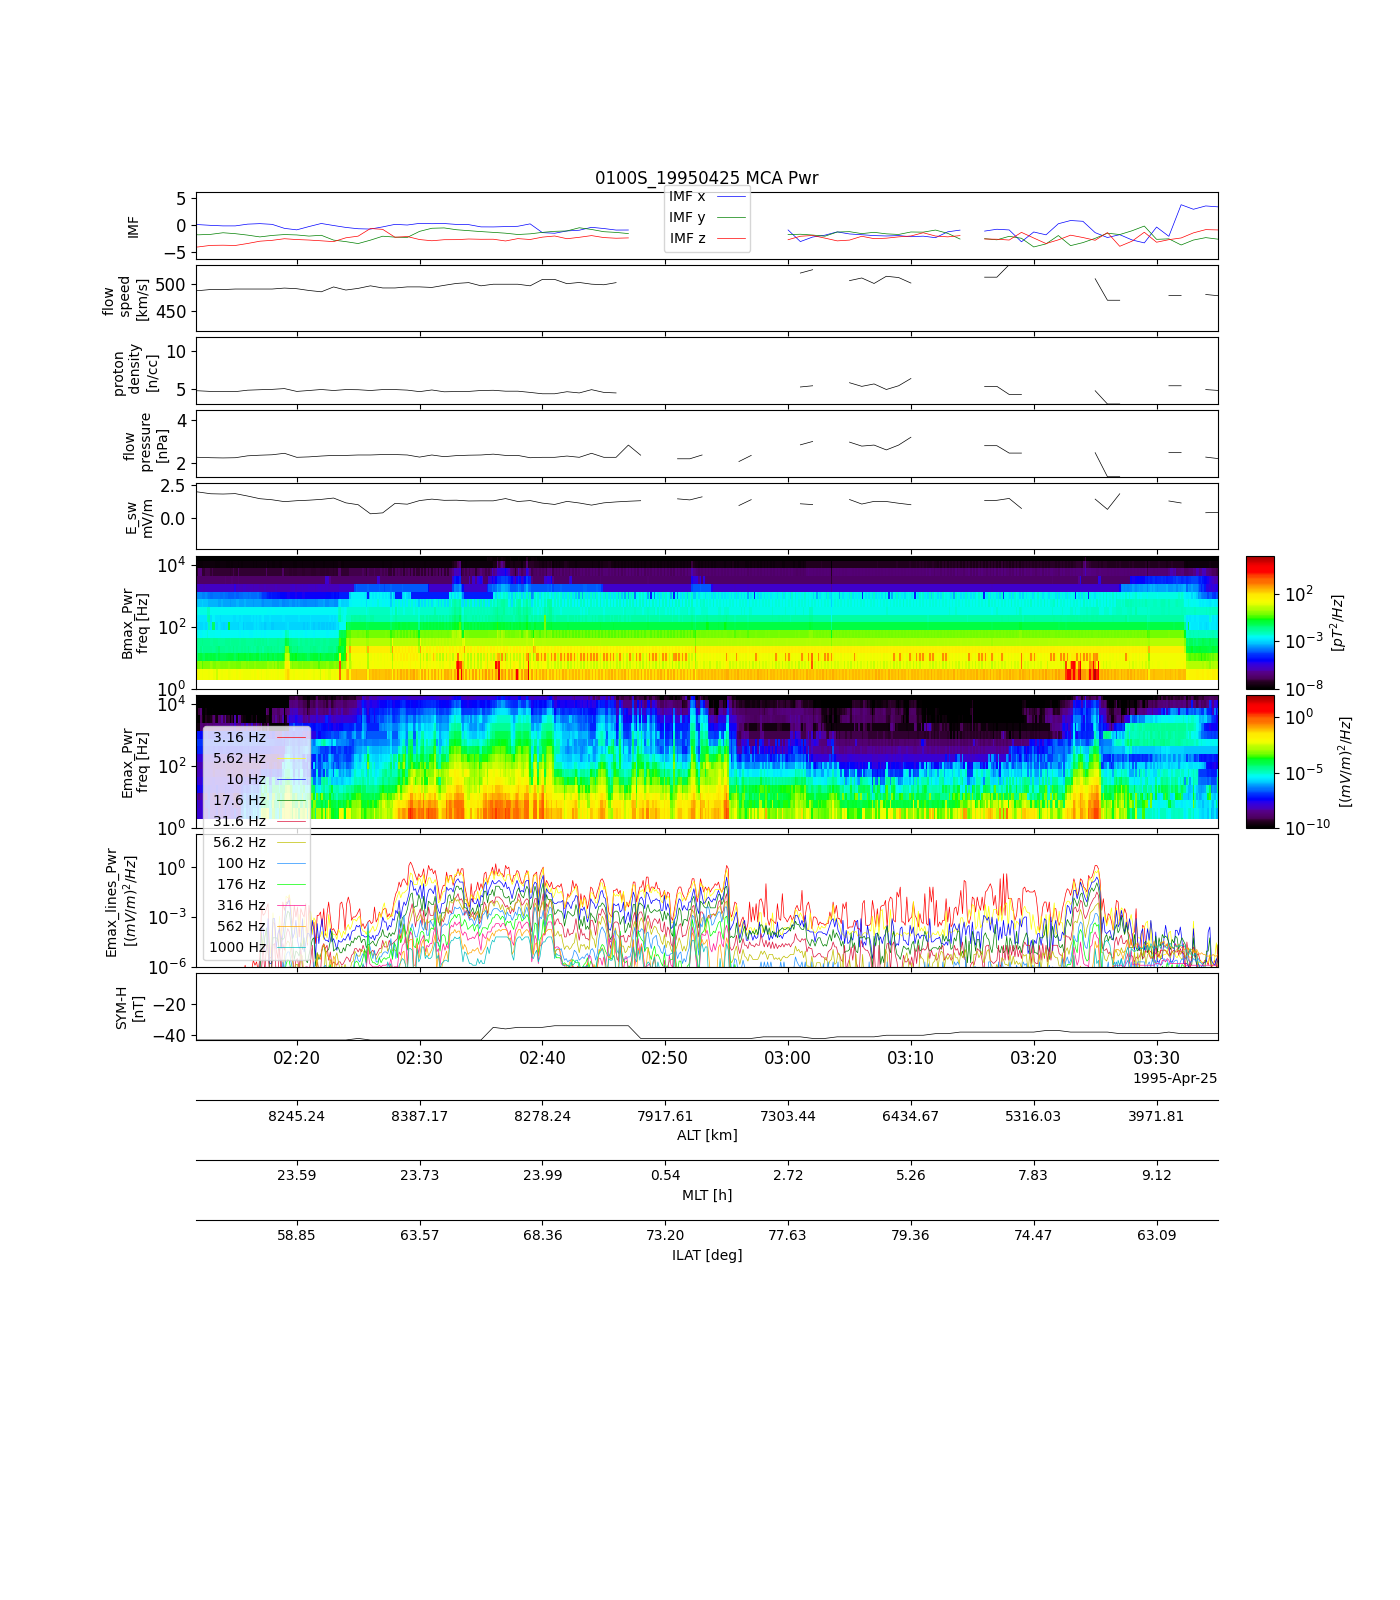 0100S_19950425 MCA Pwr
IMF
5
0
−5
IMF x
IMF y
IMF z
flow
speed
[km/s]
500
450
proton
density
[n/cc]
10
5
flow
pressure
[nPa]
4
2
E_sw
mV/m
2.5
0.0
Bmax_Pwr
freq [Hz]
10^4
10^2
10^0
10^2
10^−3
10^−8
[pT^2/Hz]
Emax_Pwr
freq [Hz]
10^4
10^2
10^0
10^0
10^−5
10^−10
[(mV/m)^2/Hz]
3.16 Hz
5.62 Hz
10 Hz
17.6 Hz
31.6 Hz
56.2 Hz
100 Hz
176 Hz
316 Hz
562 Hz
1000 Hz
Emax_lines_Pwr
[(mV/m)^2/Hz]
10^0
10^−3
10^−6
SYM-H
[nT]
−20
−40
02:20 02:30 02:40 02:50 03:00 03:10 03:20 03:30
1995-Apr-25
8245.24 8387.17 8278.24 7917.61 7303.44 6434.67 5316.03 3971.81
ALT [km]
23.59 23.73 23.99 0.54 2.72 5.26 7.83 9.12
MLT [h]
58.85 63.57 68.36 73.20 77.63 79.36 74.47 63.09
ILAT [deg]